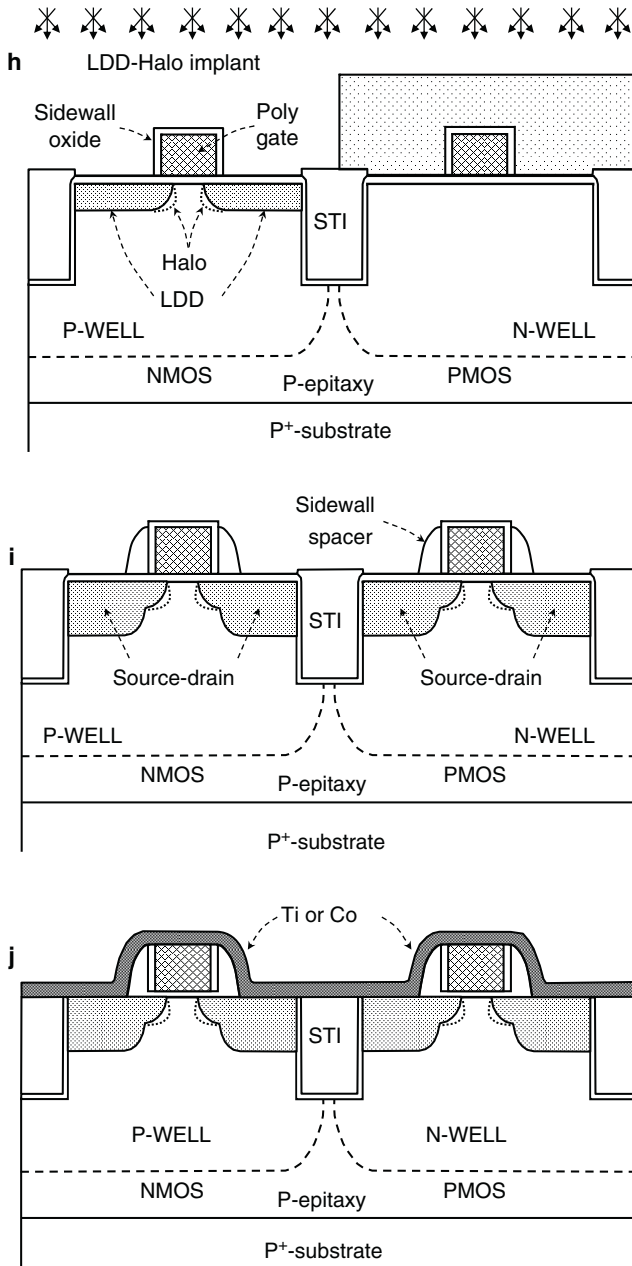 h LDD-Halo implant
Sidewall oxide
Poly gate
STI
Halo
LDD
P-WELL
N-WELL
NMOS
P-epitaxy
PMOS
P+-substrate
Sidewall spacer
i
STI
Source-drain
Source-drain
P-WELL
N-WELL
NMOS
P-epitaxy
PMOS
P+-substrate
Ti or Co
j
STI
P-WELL
N-WELL
NMOS
P-epitaxy
PMOS
P+-substrate